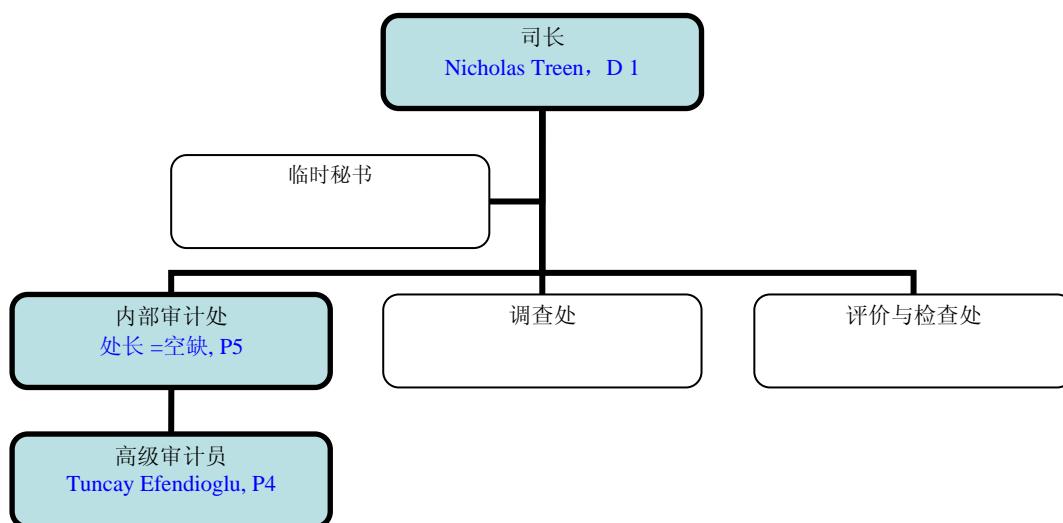 司长
Nicholas Treen，D 1
临时秘书
内部审计处
处长 =空缺, P5
调查处
评价与检查处
高级审计员
Tuncay Efendioglu, P4